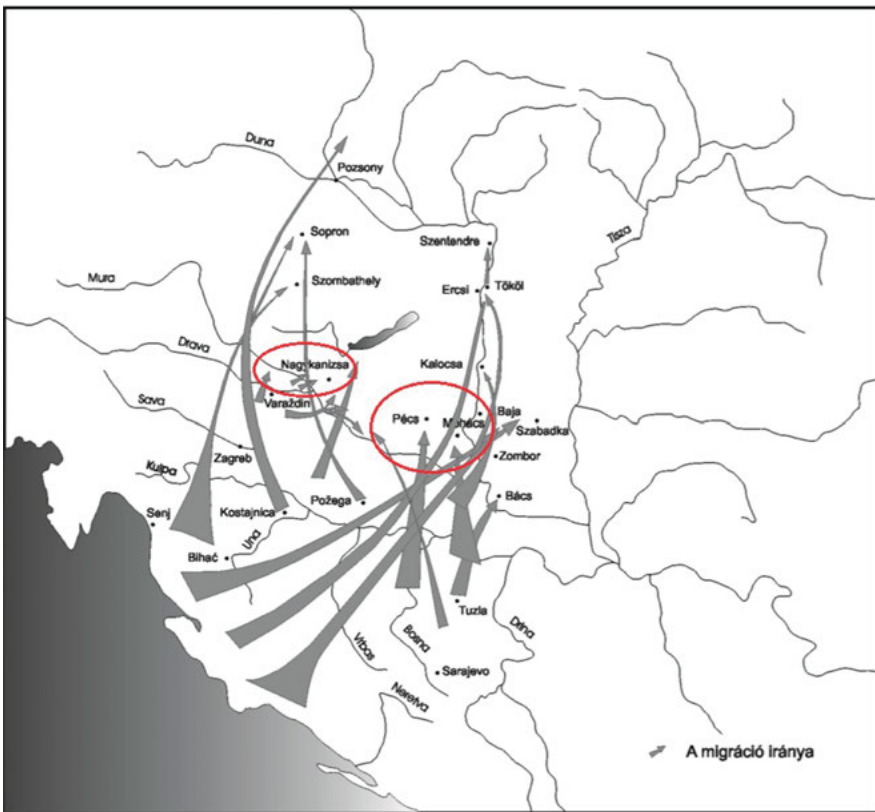 Duna
Pozsony
Sopron
Szentendre
Tisza
Mura
Szombathely
Ercsi
Tököl
Drava
Nagykanizsa
Kalocsa
Sava
Varaždin
Pécs
Mohács
Baja
Szabadka
Zagreb
Zombor
Kulpa
Senj
Kostajnica
Požega
Bács
Una
Bihać
Tuzla
Drina
Vrbas
Bosna
Sarajevo
Neretva
A migráció iránya